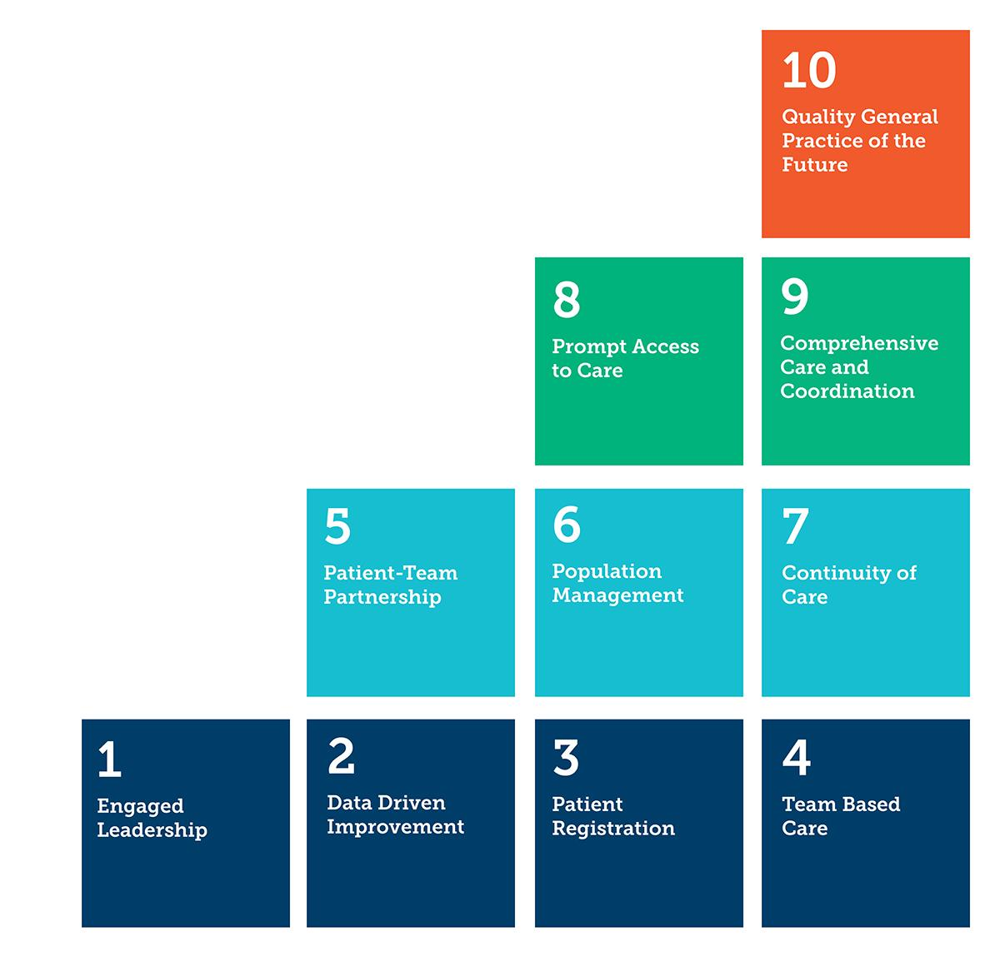 10
Quality General
Practice of the
Future
8
Prompt Access
to Care
9
Comprehensive
Care and
Coordination
5
Patient-Team
Partnership
6
Population
Management
7
Continuity of
Care
1
Engaged
Leadership
2
Data Driven
Improvement
3
Patient
Registration
4
Team Based
Care